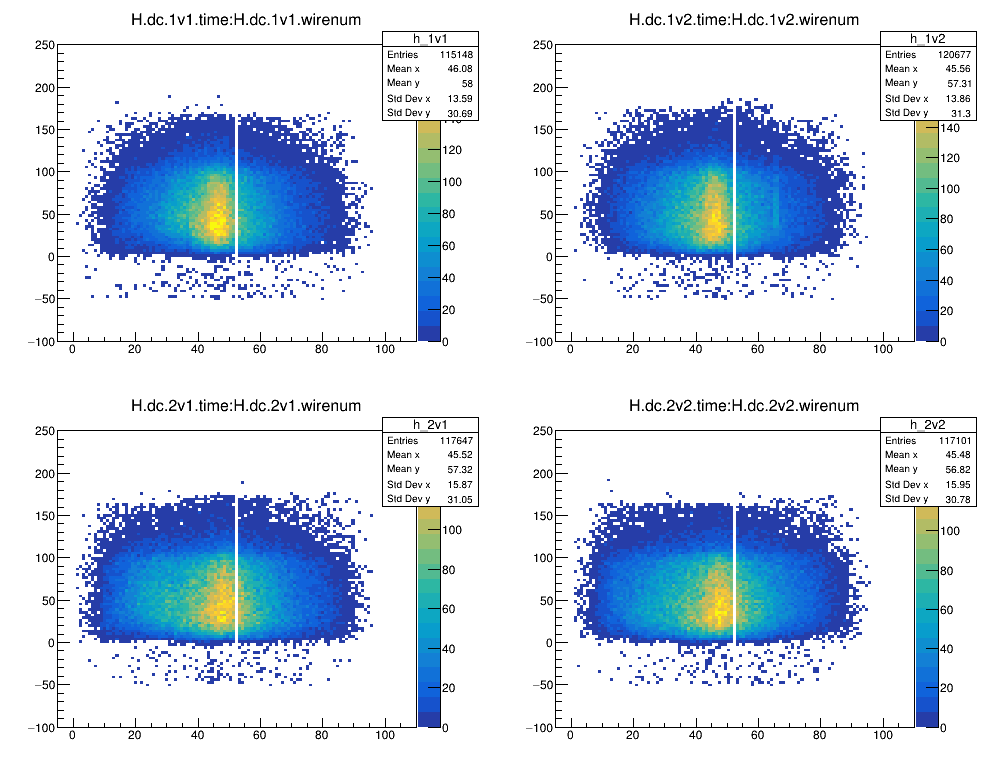 H.dc.1v1.time:H.dc.1v1.wirenum
h_1v1
Entries 115148
Mean x 46.08
Mean y 58
Std Dev x 13.59
Std Dev y 30.69
250
200
150
100
50
0
−50
−100
0 20 40 60 80 100
140
120
100
80
60
40
20
0
H.dc.1v2.time:H.dc.1v2.wirenum
h_1v2
Entries 120677
Mean x 45.56
Mean y 57.31
Std Dev x 13.86
Std Dev y 31.3
250
200
150
100
50
0
−50
−100
0 20 40 60 80 100
140
120
100
80
60
40
20
0
H.dc.2v1.time:H.dc.2v1.wirenum
h_2v1
Entries 117647
Mean x 45.52
Mean y 57.32
Std Dev x 15.87
Std Dev y 31.05
250
200
150
100
50
0
−50
−100
0 20 40 60 80 100
100
80
60
40
20
0
H.dc.2v2.time:H.dc.2v2.wirenum
h_2v2
Entries 117101
Mean x 45.48
Mean y 56.82
Std Dev x 15.95
Std Dev y 30.78
250
200
150
100
50
0
−50
−100
0 20 40 60 80 100
100
80
60
40
20
0